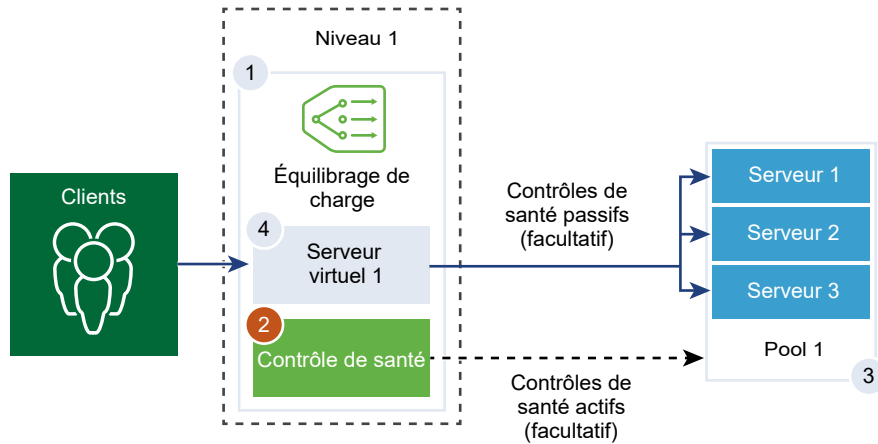 Niveau 1
1
Équilibrage de
charge
Clients
4
Serveur
virtuel 1
2
Contrôle de santé
Contrôles de
santé passifs
(facultatif)
Contrôles de
santé actifs
(facultatif)
Serveur 1
Serveur 2
Serveur 3
Pool 1
3